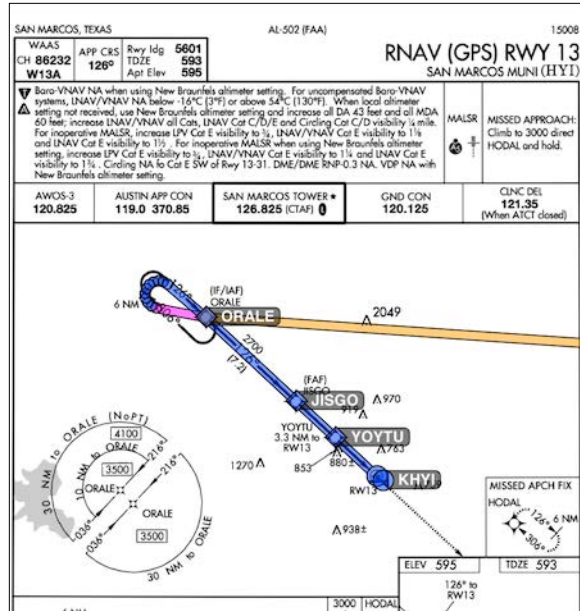 SAN MARCOS, TEXAS
AL-502 (FAA)
15008
WAAS
CH 86232
W13A
APP CRS
126°
Rwy ldg 5601
TDZE 593
Apt Elev 595
RNAV (GPS) RWY 13
SAN MARCOS MUNI (HYI)
T
A
Baro-VNAV NA when using New Braunfels altimeter setting. For uncompensated Baro-VNAV
systems, LNAV/VNAV NA below -16°C (3°F) or above 54°C (130°F). When local altimeter
setting not received, use New Braunfels altimeter setting and increase all DA 43 feet and all MDA
60 feet; increase LNAV/VNAV all Cats, LNAV Cat C/D/E and Circling Cat C/D visibility ¼ mile.
For inoperative MALSR, increase LPV Cat E visibility to ¾, LNAV/VNAV Cat E visibility to 1⅛
and LNAV Cat E visibility to 1½. For inoperative MALSR when using New Braunfels altimeter
setting, increase LPV Cat E visibility to ¾, LNAV/VNAV Cat E visibility to 1¼ and LNAV Cat E
visibility to 1¾. Circling NA to Cat E SW of Rwy 13-31. DME/DME RNP-0.3 NA. VDP NA with
New Braunfels altimeter setting.
MALSR
MISSED APPROACH:
Climb to 3000 direct
HODAL and hold.
AWOS-3
120.825
AUSTIN APP CON
119.0 370.85
SAN MARCOS TOWER ★
126.825 (CTAF)
GND CON
120.125
CLNC DEL
121.35
(When ATCT closed)
126°
6 NM
(IF/IAF)
ORALE
ORALE
2049
2700
126°
(7.2)
(FAF)
JISGO
JISGO
970
919
YOYTU
3.3 NM to
RW13
YOYTU
763
853
880±
1270
KHYI
RW13
938±
30 NM to ORALE (NoPT)
4100
10 NM to ORALE
3500
216°
216°
ORALE
ORALE
036°
036°
3500
30 NM to ORALE
MISSED APCH FIX
HODAL
126°
6 NM
306°
ELEV 595
TDZE 593
126° to
RW13
3000
HODAL
6 NM